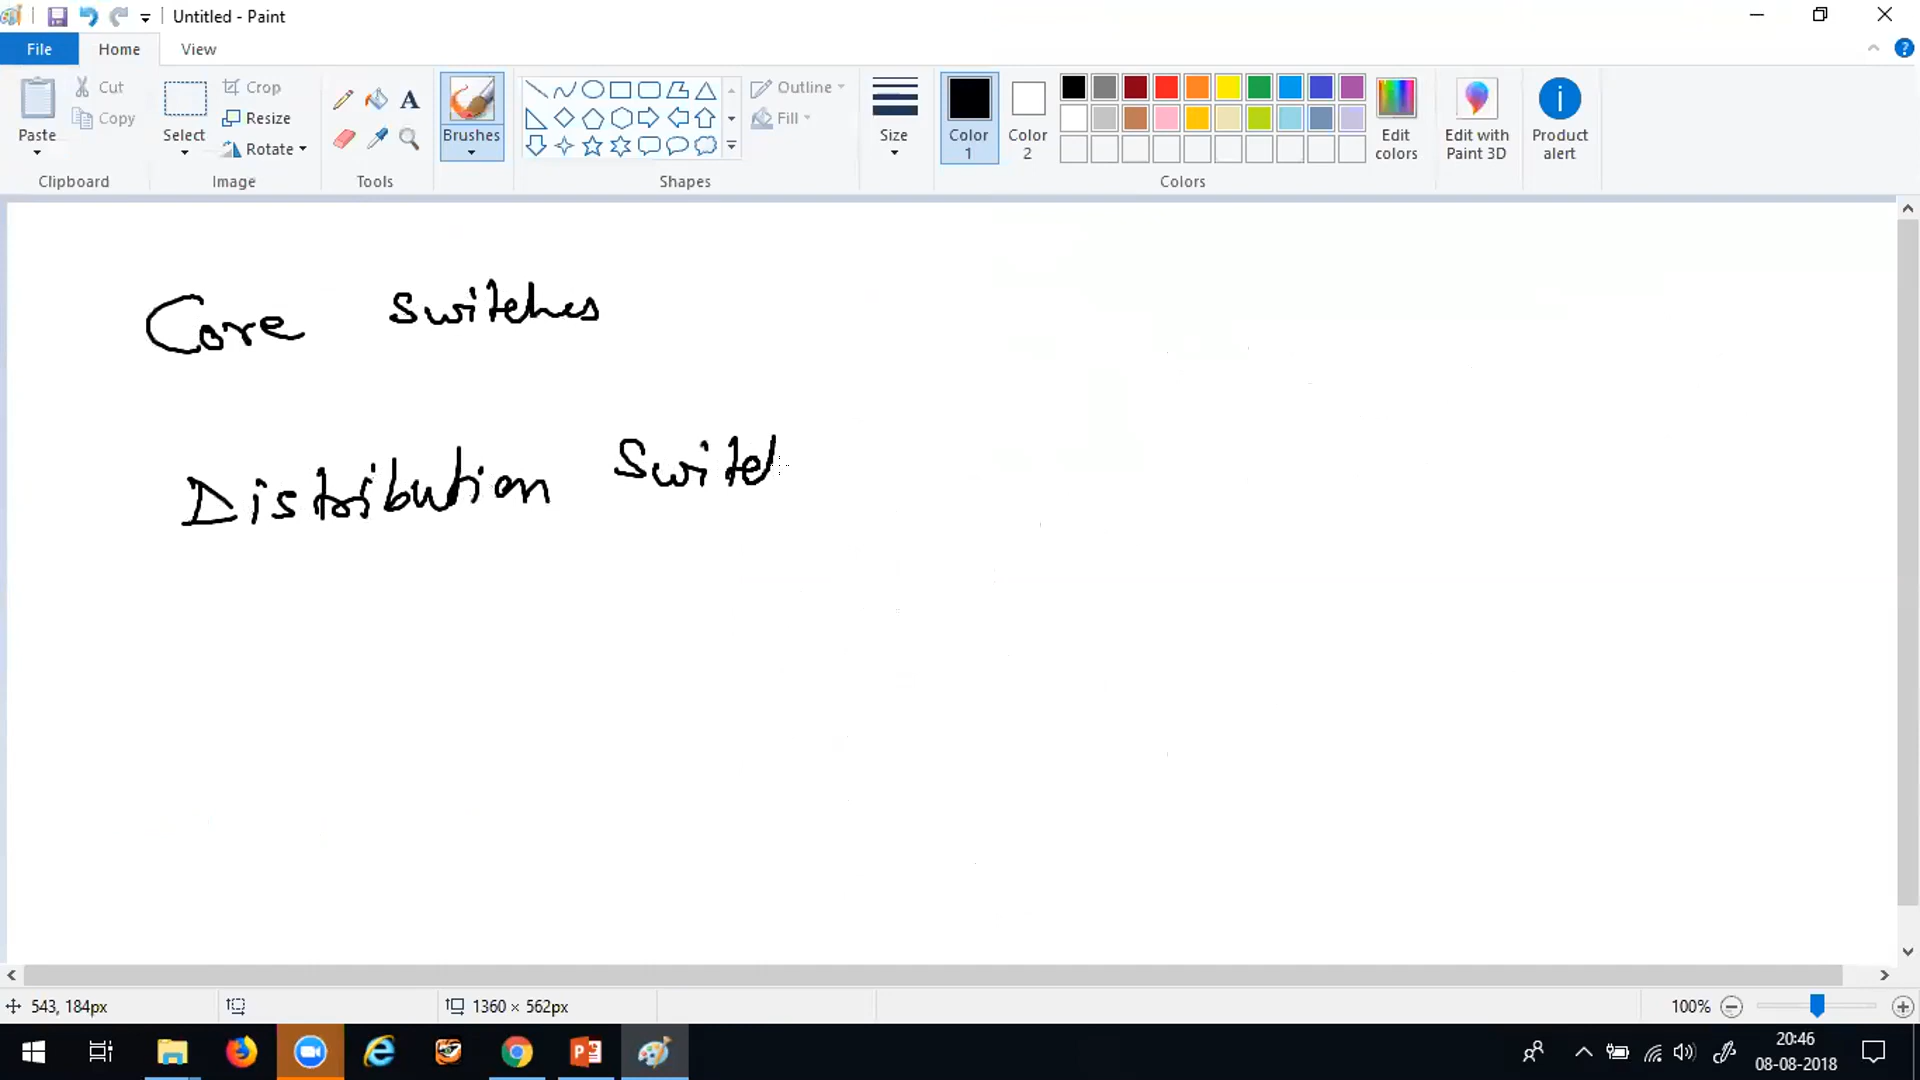 Untitled - Paint
File Home View
Paste
Cut
Copy
Clipboard
Select
Crop
Resize
Rotate
Image
Tools
Brushes
Shapes
Outline
Fill
Size
Color 1
Color 2
Colors
Edit colors
Edit with Paint 3D
Product alert
Core switches
Distribution Switch
543, 184px
1360 × 562px
100%
20:46
08-08-2018